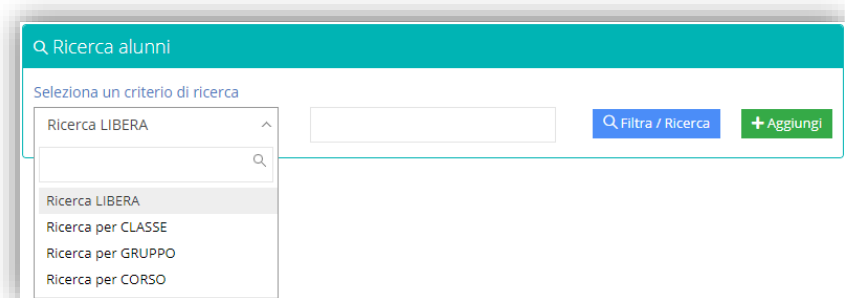 Ricerca alunni
Seleziona un criterio di ricerca
Ricerca LIBERA
Filtra / Ricerca
Aggiungi
Ricerca LIBERA
Ricerca per CLASSE
Ricerca per GRUPPO
Ricerca per CORSO